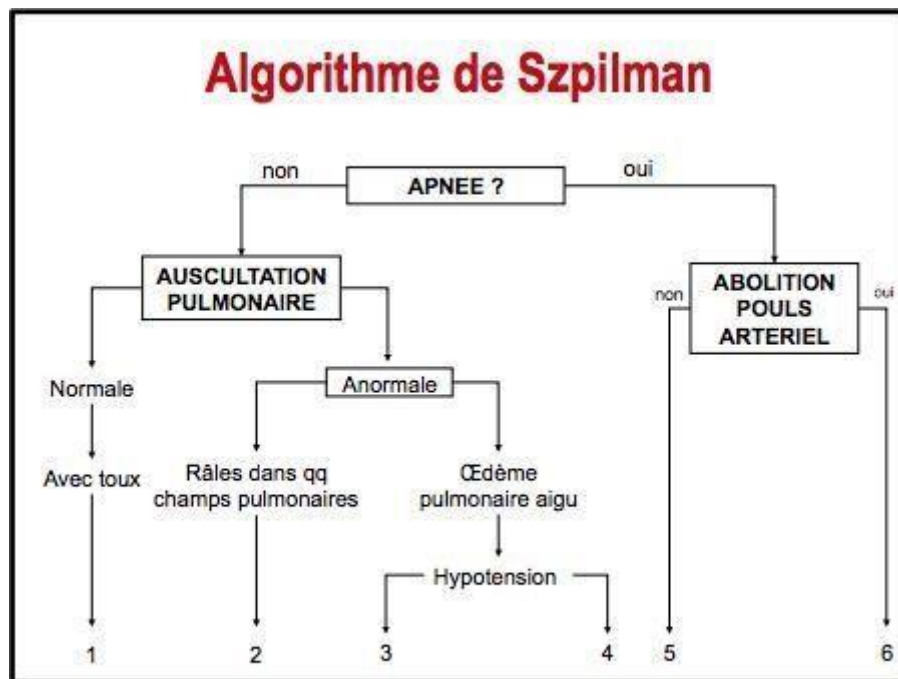 Algorithme de Szpilman
non
APNEE ?
oui
AUSCULTATION
PULMONAIRE
non
ABOLITION
POULS
ARTERIEL
oui
Normale
Anormale
Avec toux
Râles dans qq
champs pulmonaires
Œdème
pulmonaire aigu
Hypotension
1
2
3
4
5
6